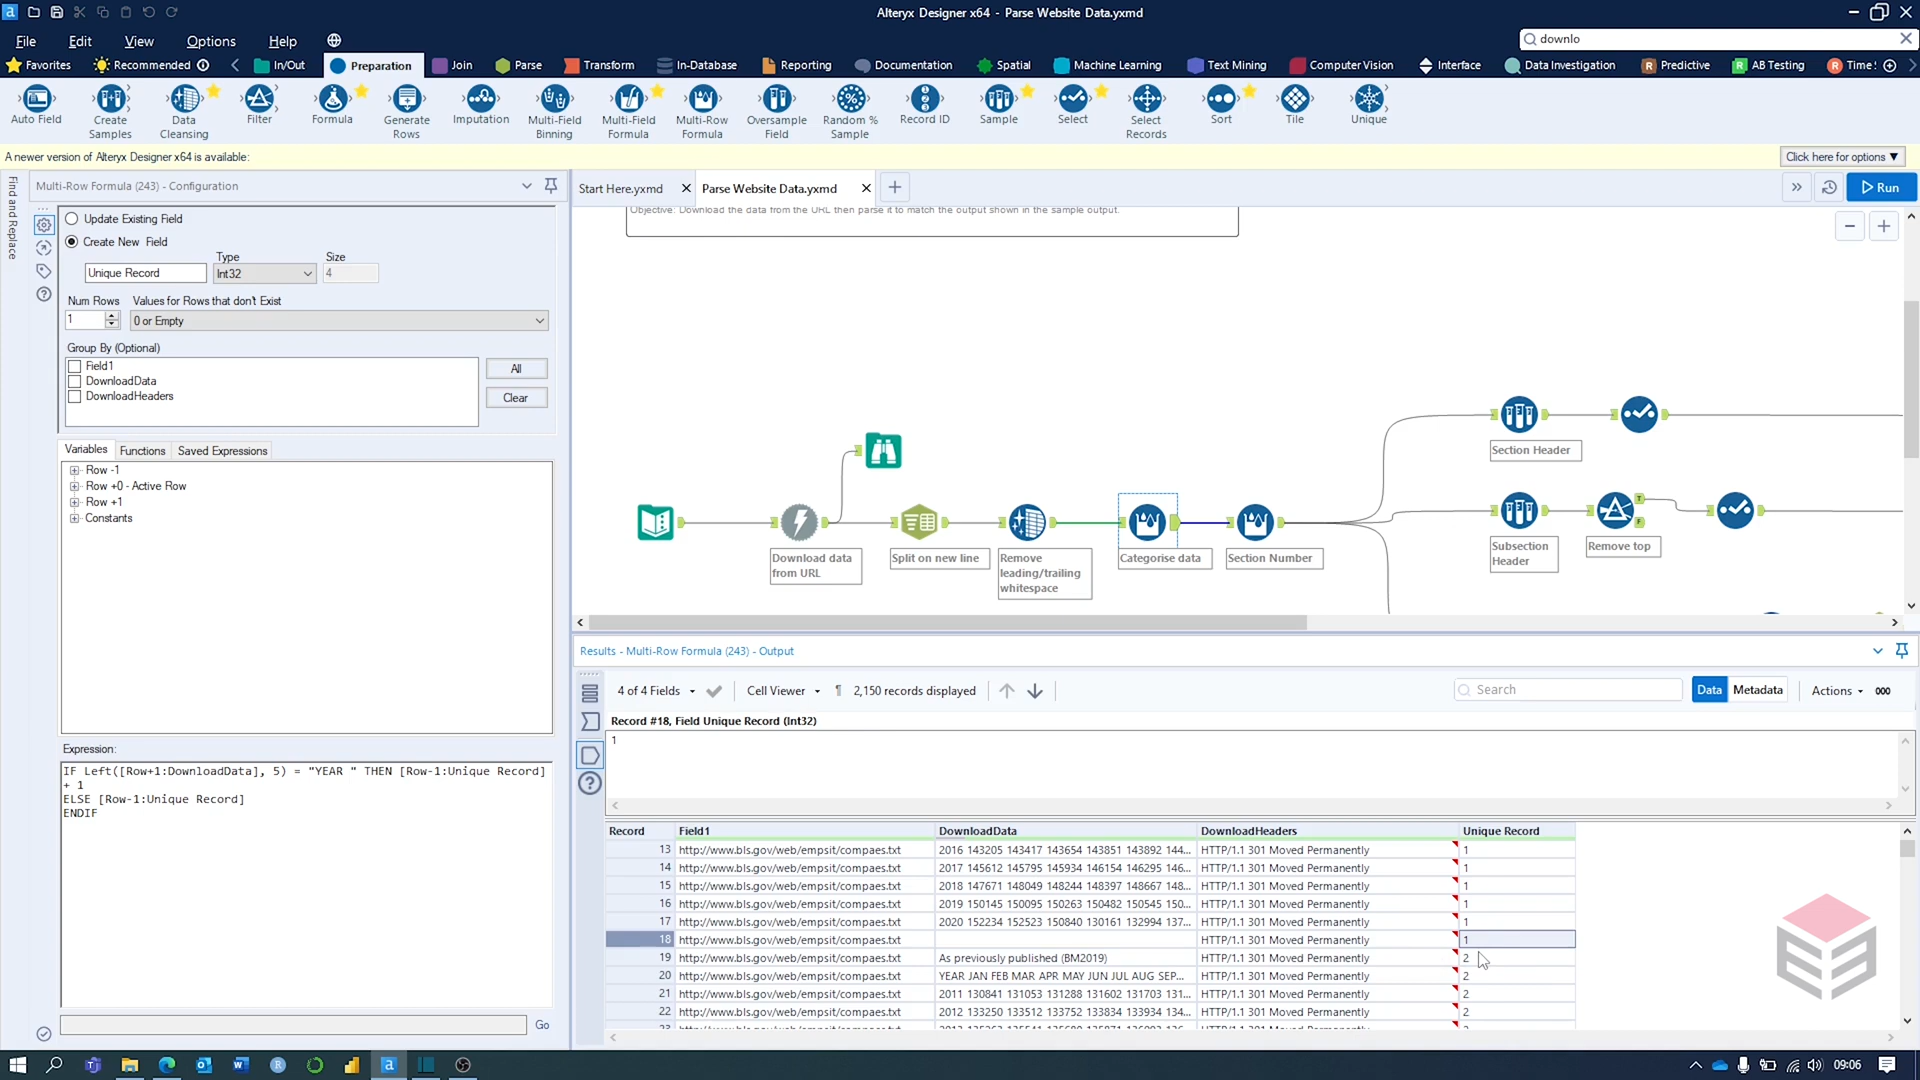 Alteryx Designer x64 - Parse Website Data.yxmd
File Edit View Options Help
downlo
Favorites Recommended In/Out Preparation Join Parse Transform In-Database Reporting Documentation Spatial Machine Learning Text Mining Computer Vision Interface Data Investigation Predictive AB Testing Time
Auto Field
Create Samples
Data Cleansing
Filter
Formula
Generate Rows
Imputation
Multi-Field Binning
Multi-Field Formula
Multi-Row Formula
Oversample Field
Random % Sample
Record ID
Sample
Select
Select Records
Sort
Tile
Unique
A newer version of Alteryx Designer x64 is available:
Click here for options ▼
Find and Replace
Multi-Row Formula (243) - Configuration
Update Existing Field
Create New Field
Type Size
Unique Record Int32 4
Num Rows Values for Rows that don't Exist
1 0 or Empty
Group By (Optional)
Field1
DownloadData
DownloadHeaders
All
Clear
Variables Functions Saved Expressions
Row -1
Row +0 - Active Row
Row +1
Constants
Expression:
IF Left([Row+1:DownloadData], 5) = "YEAR " THEN [Row-1:Unique Record]
+ 1
ELSE [Row-1:Unique Record]
ENDIF
Go
Start Here.yxmd
Parse Website Data.yxmd
Run
Objective: Download the data from the URL then parse it to match the output shown in the sample output.
Section Header
Download data from URL
Split on new line
Remove leading/trailing whitespace
Categorise data
Section Number
Subsection Header
Remove top
T
F
Results - Multi-Row Formula (243) - Output
4 of 4 Fields Cell Viewer 2,150 records displayed Search Data Metadata Actions
Record #18, Field Unique Record (Int32)
1
Record Field1 DownloadData DownloadHeaders Unique Record
13 http://www.bls.gov/web/empsit/compaes.txt 2016 143205 143417 143654 143851 143892 144... HTTP/1.1 301 Moved Permanently 1
14 http://www.bls.gov/web/empsit/compaes.txt 2017 145612 145795 145934 146154 146295 146... HTTP/1.1 301 Moved Permanently 1
15 http://www.bls.gov/web/empsit/compaes.txt 2018 147671 148049 148244 148397 148667 148... HTTP/1.1 301 Moved Permanently 1
16 http://www.bls.gov/web/empsit/compaes.txt 2019 150145 150095 150263 150482 150545 150... HTTP/1.1 301 Moved Permanently 1
17 http://www.bls.gov/web/empsit/compaes.txt 2020 152234 152523 150840 130161 132994 137... HTTP/1.1 301 Moved Permanently 1
18 http://www.bls.gov/web/empsit/compaes.txt HTTP/1.1 301 Moved Permanently 1
19 http://www.bls.gov/web/empsit/compaes.txt As previously published (BM2019) HTTP/1.1 301 Moved Permanently 2
20 http://www.bls.gov/web/empsit/compaes.txt YEAR JAN FEB MAR APR MAY JUN JUL AUG SEP... HTTP/1.1 301 Moved Permanently 2
21 http://www.bls.gov/web/empsit/compaes.txt 2011 130841 131053 131288 131602 131703 131... HTTP/1.1 301 Moved Permanently 2
22 http://www.bls.gov/web/empsit/compaes.txt 2012 133250 133512 133752 133834 133934 134... HTTP/1.1 301 Moved Permanently 2
09:06